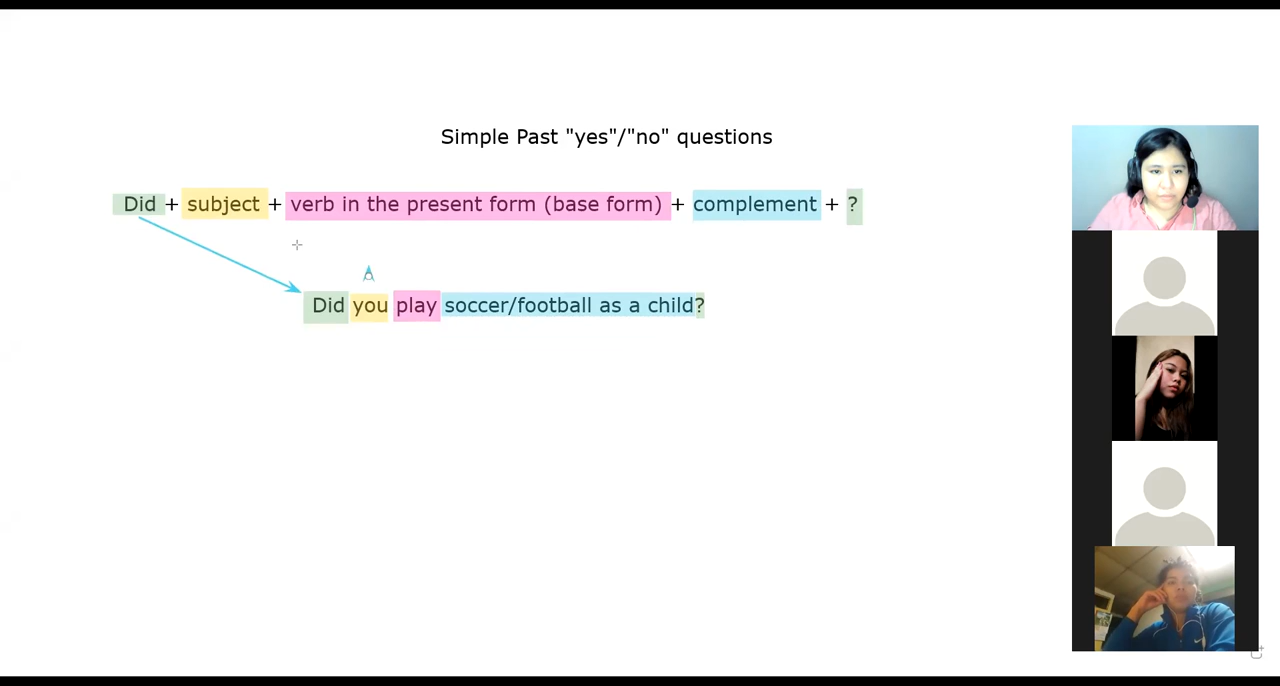 Simple Past "yes"/"no" questions
Did + subject + verb in the present form (base form) + complement + ?
Did you play soccer/football as a child?